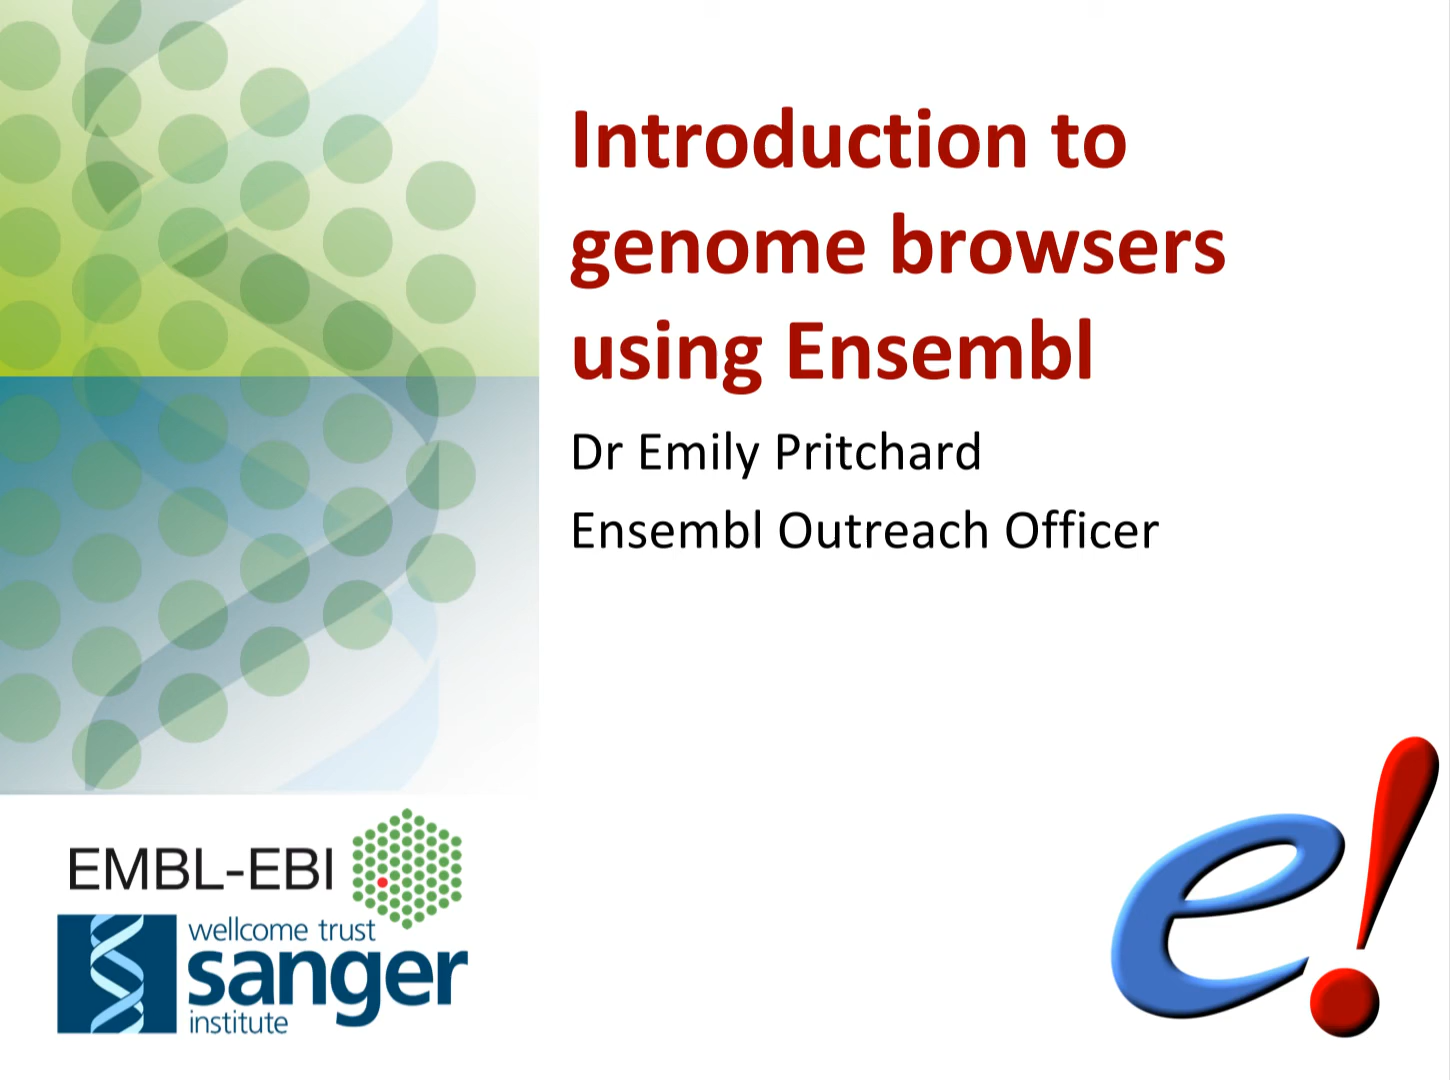 Introduction to
genome browsers
using Ensembl
Dr Emily Pritchard
Ensembl Outreach Officer
EMBL-EBI
wellcome trust
sanger
institute
e!